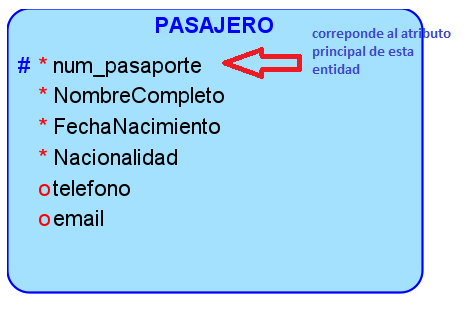 PASAJERO
# * num_pasaporte
* NombreCompleto
* FechaNacimiento
* Nacionalidad
o telefono
o email
correponde al atributo
principal de esta
entidad